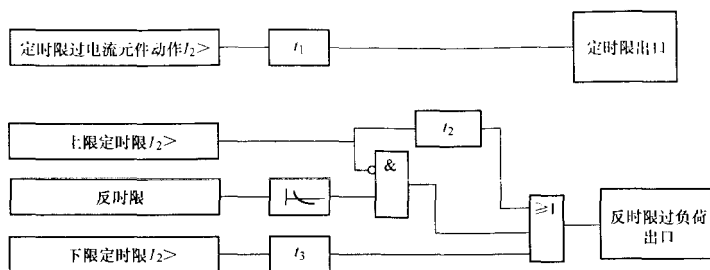 定时限过电流元件动作I₂>
t₁
定时限出口
上限定时限I₂>
t₂
&
反时限
≥1
反时限过负荷
出口
下限定时限I₂>
t₃